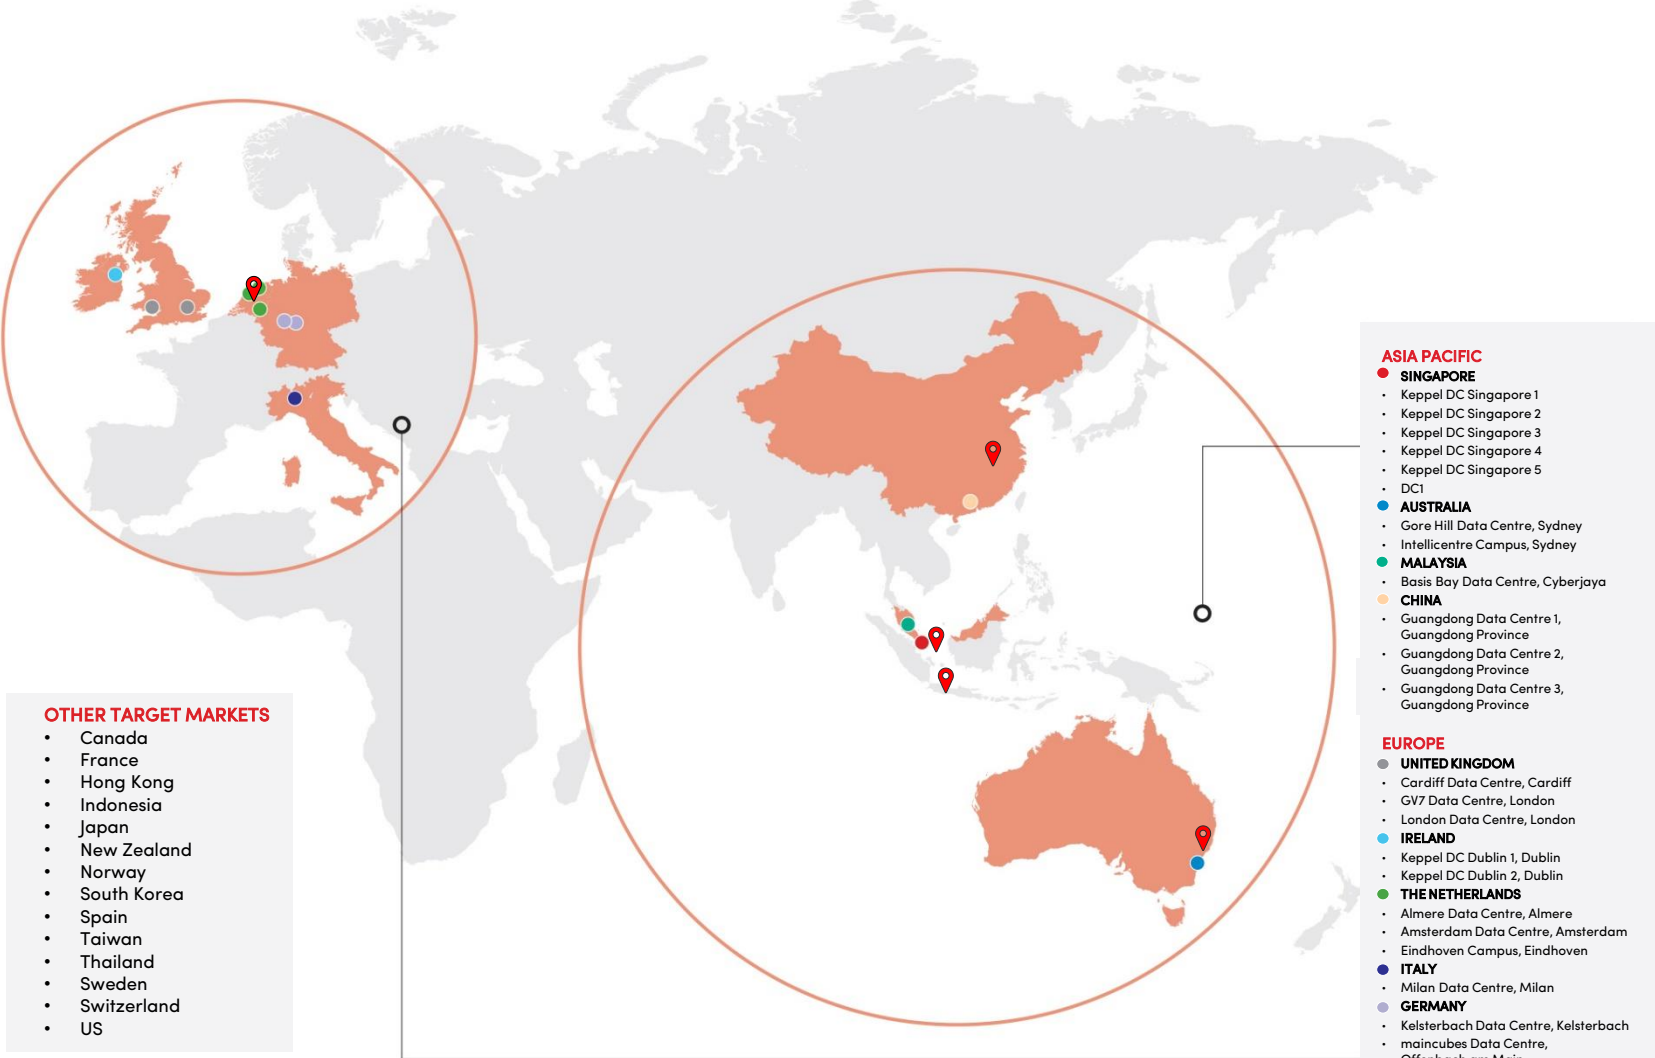 ASIA PACIFIC
SINGAPORE
• Keppel DC Singapore 1
• Keppel DC Singapore 2
• Keppel DC Singapore 3
• Keppel DC Singapore 4
• Keppel DC Singapore 5
• DC1
AUSTRALIA
• Gore Hill Data Centre, Sydney
• Intellicentre Campus, Sydney
MALAYSIA
• Basis Bay Data Centre, Cyberjaya
CHINA
• Guangdong Data Centre 1,
Guangdong Province
• Guangdong Data Centre 2,
Guangdong Province
• Guangdong Data Centre 3,
Guangdong Province
EUROPE
UNITED KINGDOM
• Cardiff Data Centre, Cardiff
• GV7 Data Centre, London
• London Data Centre, London
IRELAND
• Keppel DC Dublin 1, Dublin
• Keppel DC Dublin 2, Dublin
THE NETHERLANDS
• Almere Data Centre, Almere
• Amsterdam Data Centre, Amsterdam
• Eindhoven Campus, Eindhoven
ITALY
• Milan Data Centre, Milan
GERMANY
• Kelsterbach Data Centre, Kelsterbach
• maincubes Data Centre,
OTHER TARGET MARKETS
• Canada
• France
• Hong Kong
• Indonesia
• Japan
• New Zealand
• Norway
• South Korea
• Spain
• Taiwan
• Thailand
• Sweden
• Switzerland
• US